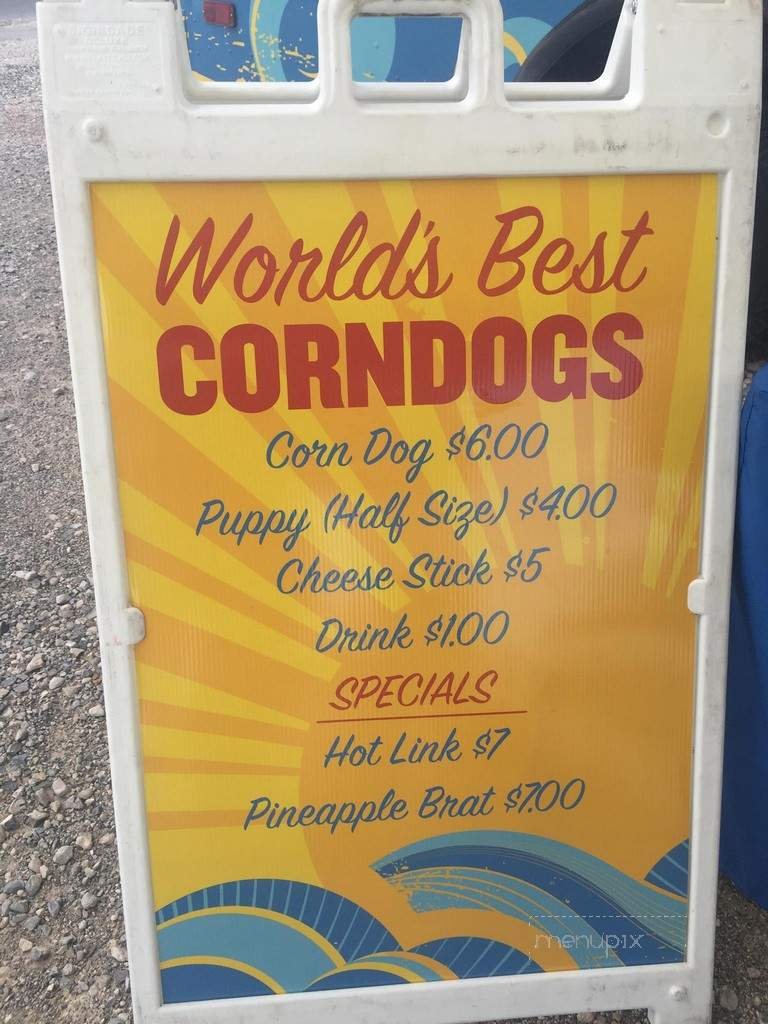 World's Best
CORNDOGS
Corn Dog $6.00
Puppy (Half Size) $4.00
Cheese Stick $5
Drink $1.00
SPECIALS
Hot Link $7
Pineapple Brat $7.00
menupix